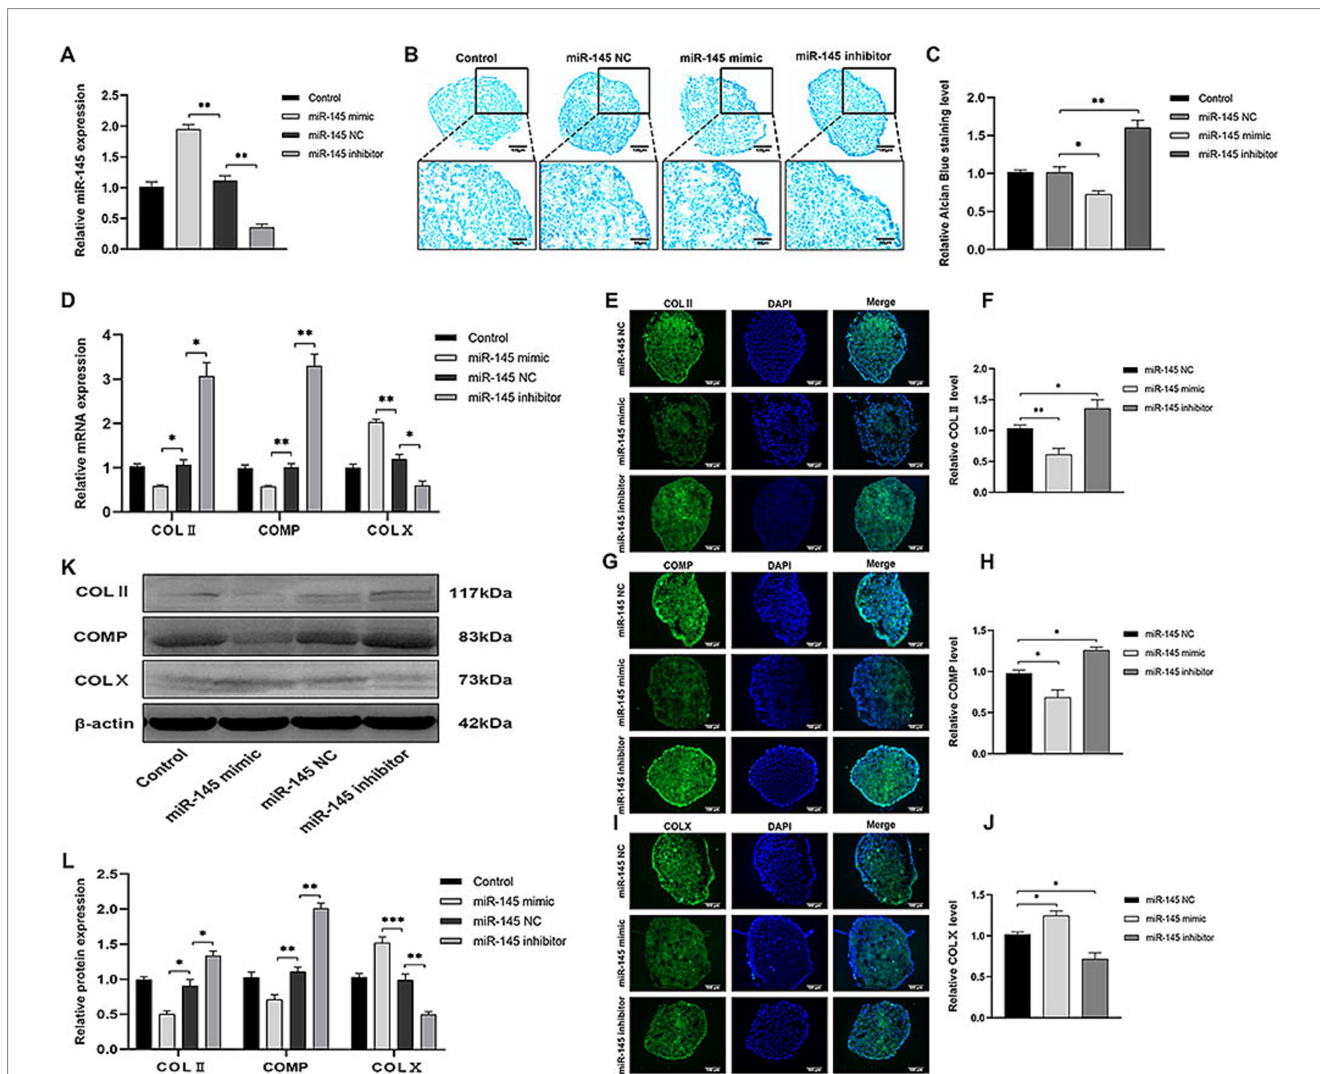 A
Relative miR-145 expression
2.5
2.0
1.5
1.0
0.5
0.0
**
**
Control
miR-145 mimic
miR-145 NC
miR-145 inhibitor
B
Control
miR-145 NC
miR-145 mimic
miR-145 inhibitor
C
Relative Alcian Blue staining level
2.0
1.5
1.0
0.5
0.0
*
**
Control
miR-145 NC
miR-145 mimic
miR-145 inhibitor
D
Relative mRNA expression
4
3
2
1
0
*
*
**
**
**
*
COL II
COMP
COL X
Control
miR-145 mimic
miR-145 NC
miR-145 inhibitor
E
COL II
DAPI
Merge
miR-145 NC
miR-145 mimic
miR-145 inhibitor
F
Relative COL II level
2.0
1.5
1.0
0.5
0.0
**
*
miR-145 NC
miR-145 mimic
miR-145 inhibitor
K
COL II
117kDa
COMP
83kDa
COL X
73kDa
β-actin
42kDa
Control
miR-145 mimic
miR-145 NC
miR-145 inhibitor
G
COMP
DAPI
Merge
miR-145 NC
miR-145 mimic
miR-145 inhibitor
H
Relative COMP level
1.5
1.0
0.5
0.0
*
*
miR-145 NC
miR-145 mimic
miR-145 inhibitor
L
Relative protein expression
2.5
2.0
1.5
1.0
0.5
0.0
*
*
**
**
***
**
COL II
COMP
COL X
Control
miR-145 mimic
miR-145 NC
miR-145 inhibitor
I
COLX
DAPI
Merge
miR-145 NC
miR-145 mimic
miR-145 inhibitor
J
Relative COLX level
1.5
1.0
0.5
0.0
*
*
miR-145 NC
miR-145 mimic
miR-145 inhibitor